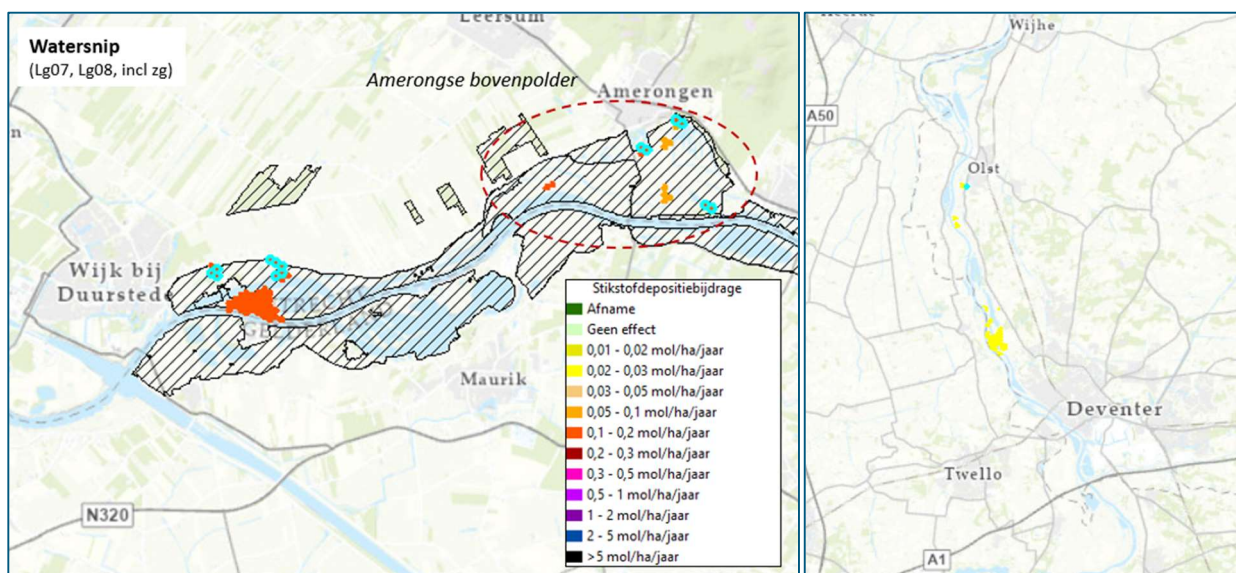 Leersum
Watersnip
(Lg07, Lg08, incl zg)
Amerongse bovenpolder
Amerongen
Wijk bij
Duurstede
Maurik
N320
Stikstofdepositiebijdrage
Afname
Geen effect
0,01 - 0,02 mol/ha/jaar
0,02 - 0,03 mol/ha/jaar
0,03 - 0,05 mol/ha/jaar
0,05 - 0,1 mol/ha/jaar
0,1 - 0,2 mol/ha/jaar
0,2 - 0,3 mol/ha/jaar
0,3 - 0,5 mol/ha/jaar
0,5 - 1 mol/ha/jaar
1 - 2 mol/ha/jaar
2 - 5 mol/ha/jaar
>5 mol/ha/jaar
Wijhe
A50
Olst
Deventer
Twello
A1